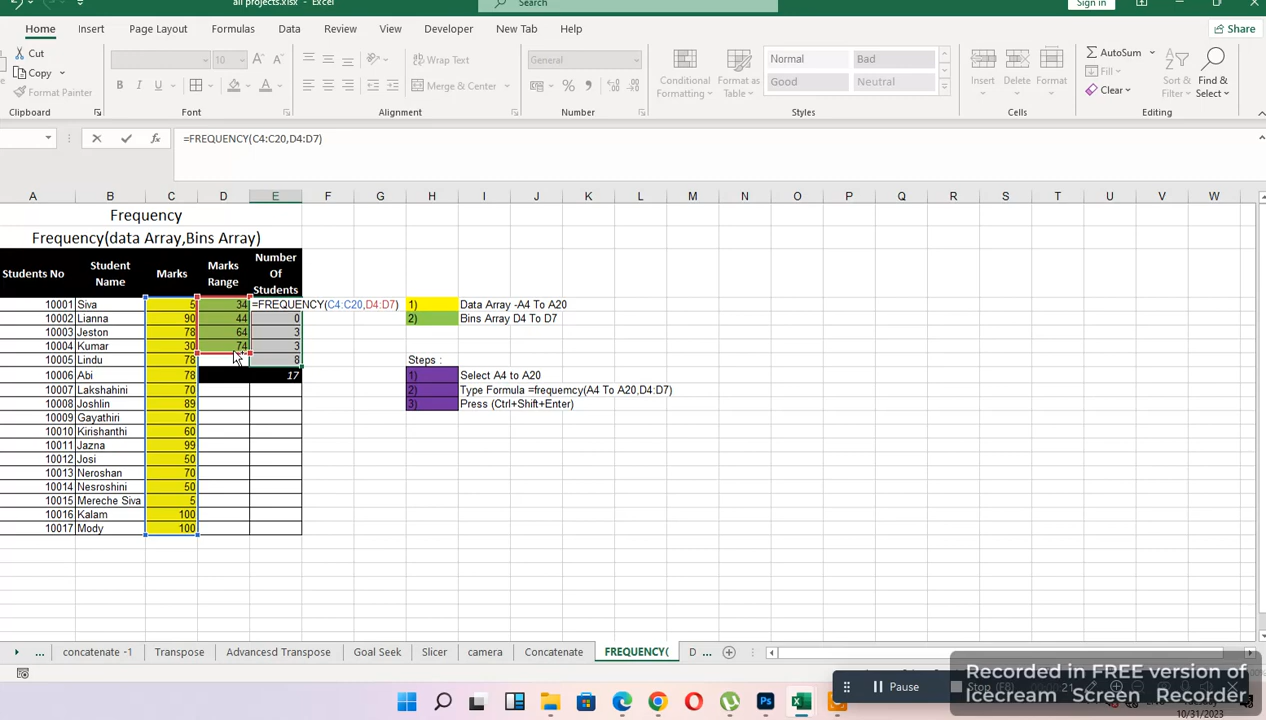 all projects.xlsx - Excel
Search
Sign in
Home Insert Page Layout Formulas Data Review View Developer New Tab Help
Share
Cut
Copy
Format Painter
Clipboard
10
B I U
Font
Wrap Text
Merge & Center
Alignment
General
Number
Conditional Formatting
Format as Table
Normal Bad
Good Neutral
Styles
Insert Delete Format
Cells
AutoSum
Fill
Clear
Sort & Filter
Find & Select
Editing
=FREQUENCY(C4:C20,D4:D7)
A B C D E F G H I J K L M N O P Q R S T U V W
Frequency
Frequency(data Array,Bins Array)
Students No Student Name Marks Marks Range Number Of Students
10001 Siva 5 34 =FREQUENCY(C4:C20,D4:D7) 1) Data Array -A4 To A20
10002 Lianna 90 44 0 2) Bins Array D4 To D7
10003 Jeston 78 64 3
10004 Kumar 30 74 3
10005 Lindu 78 8 Steps :
10006 Abi 78 17 1) Select A4 to A20
10007 Lakshahini 70 2) Type Formula =frequemcy(A4 To A20,D4:D7)
10008 Joshlin 89 3) Press (Ctrl+Shift+Enter)
10009 Gayathiri 70
10010 Kirishanthi 60
10011 Jazna 99
10012 Josi 50
10013 Neroshan 70
10014 Nesroshini 50
10015 Mereche Siva 5
10016 Kalam 100
10017 Mody 100
... concatenate -1 Transpose Advancesd Transpose Goal Seek Slicer camera Concatenate FREQUENCY( D ...
Recorded in FREE version of
Icecream Screen Recorder
Pause Stop (F8) 21
10/31/2023